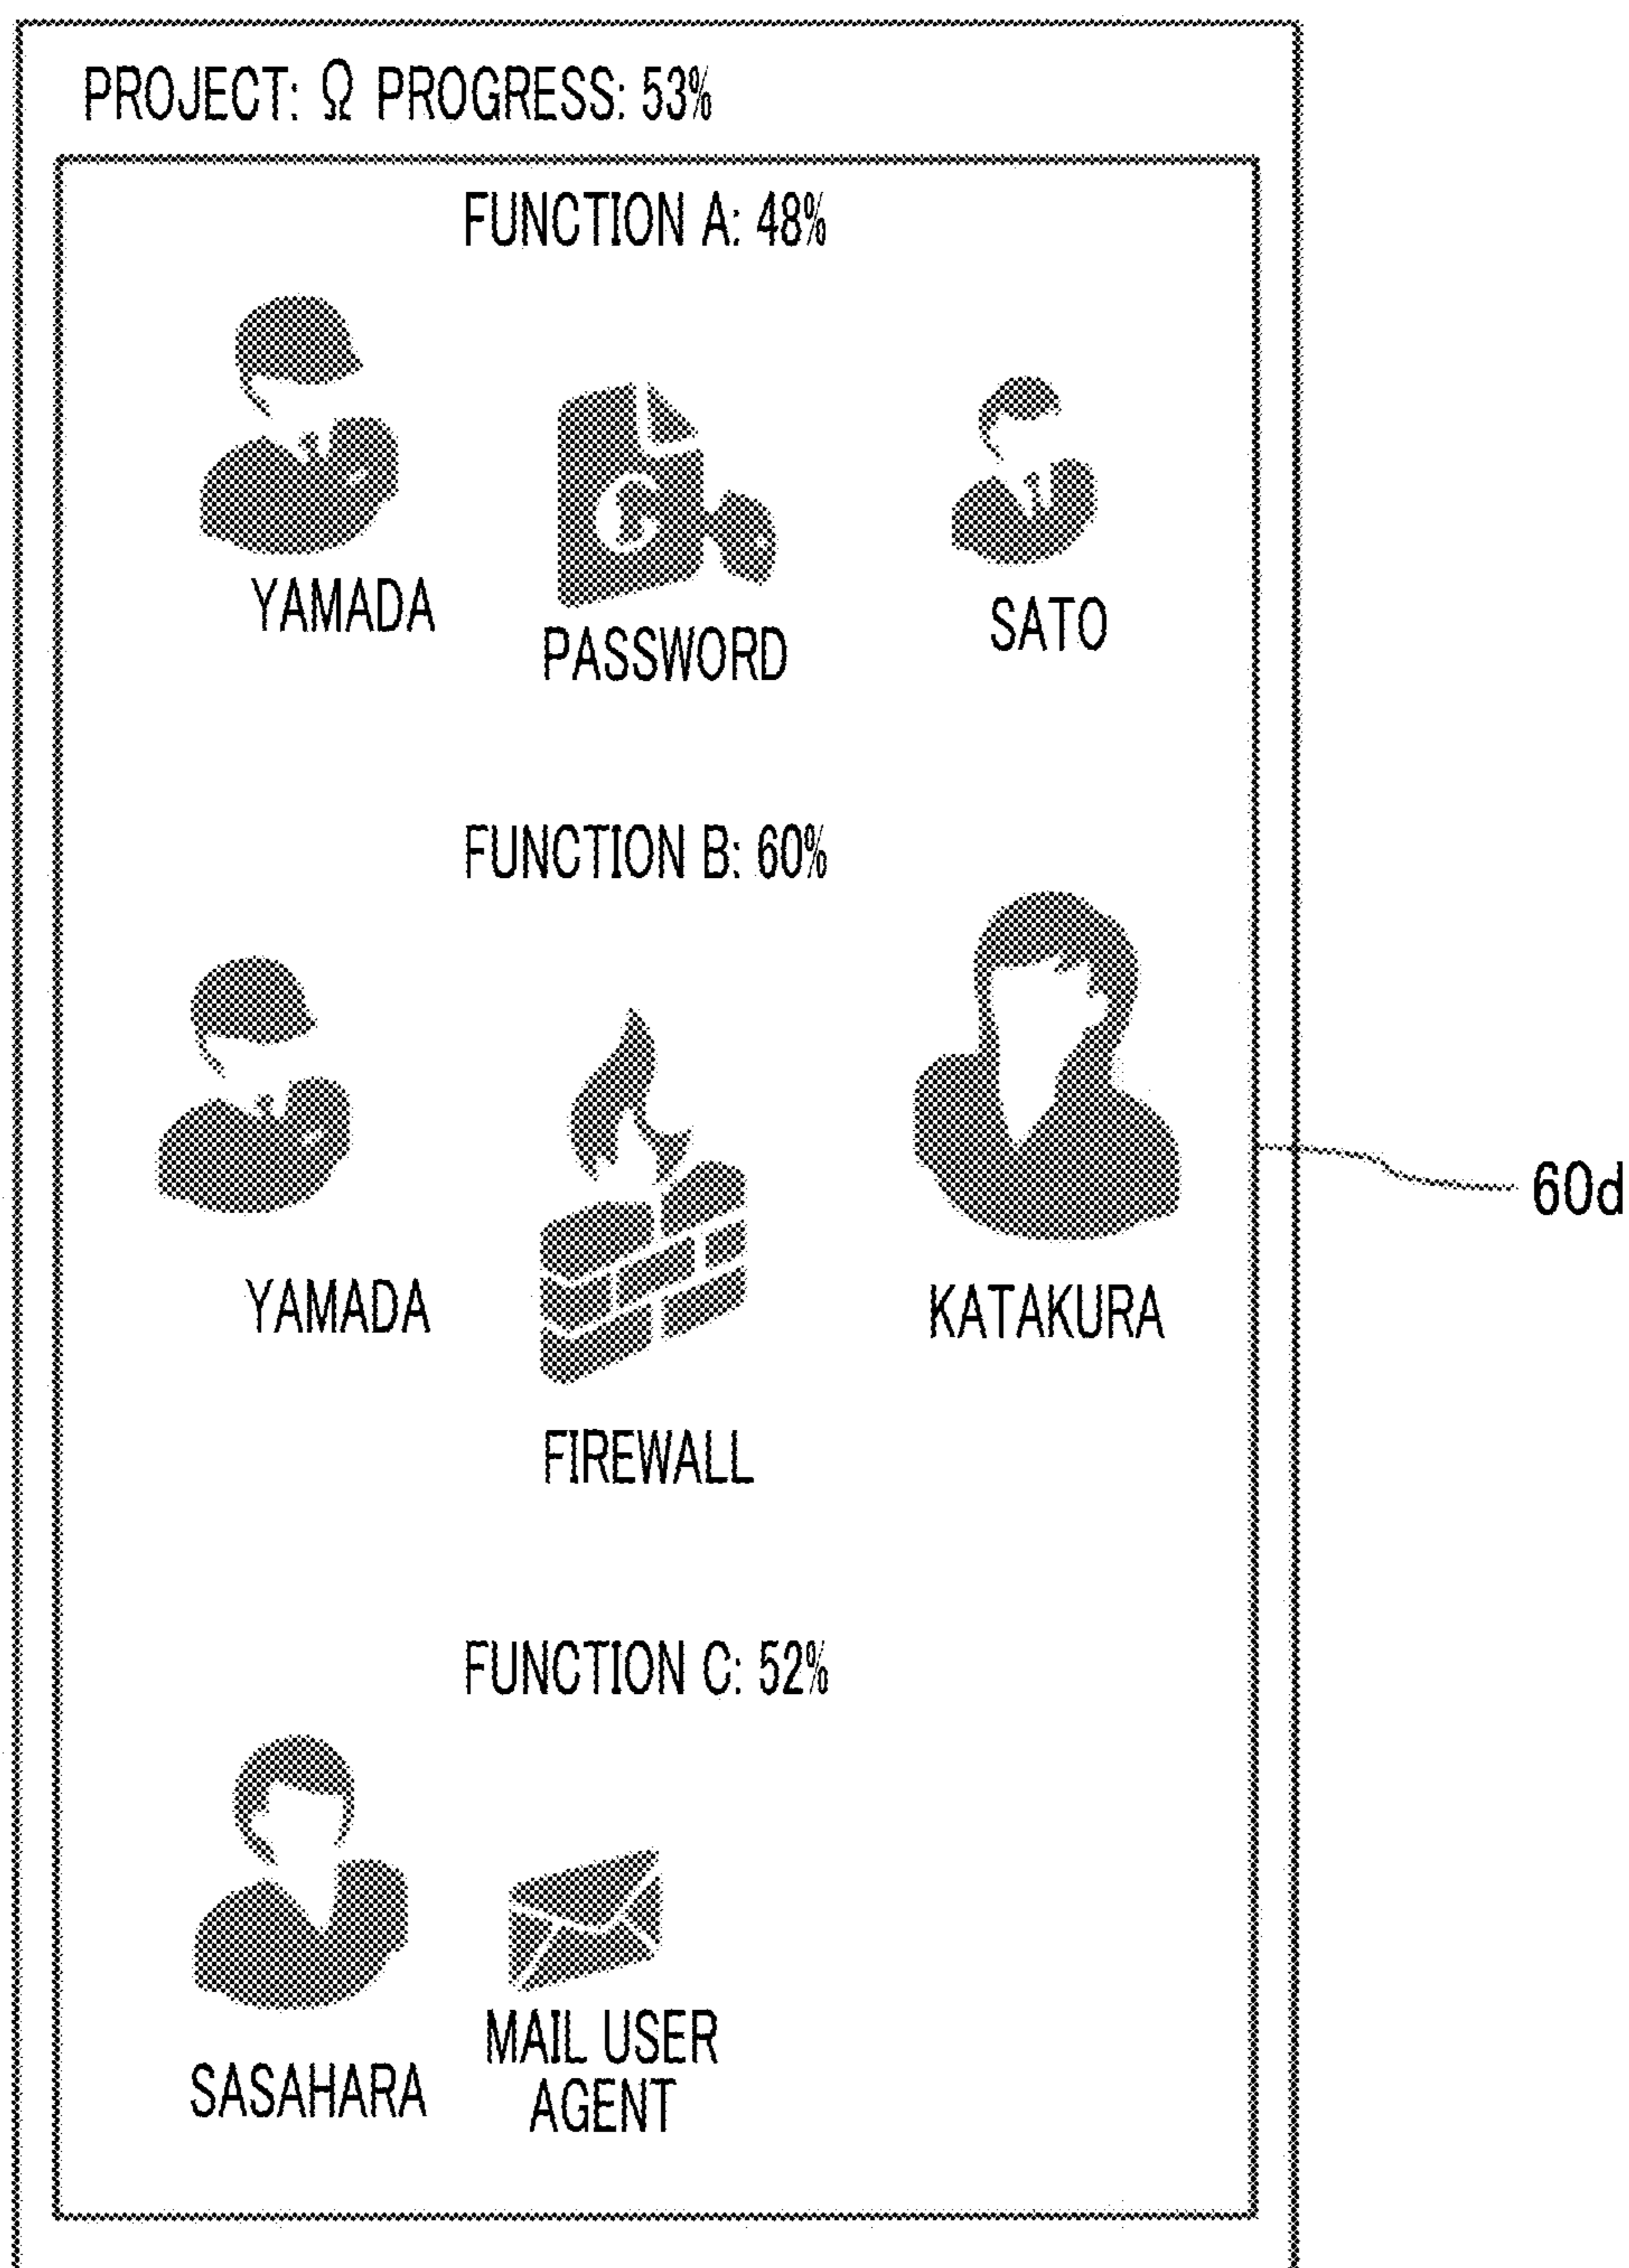 PROJECT: Ω PROGRESS: 53%
FUNCTION A: 48%
YAMADA
PASSWORD
SATO
FUNCTION B: 60%
YAMADA
FIREWALL
KATAKURA
60d
FUNCTION C: 52%
SASAHARA
MAIL USER
AGENT